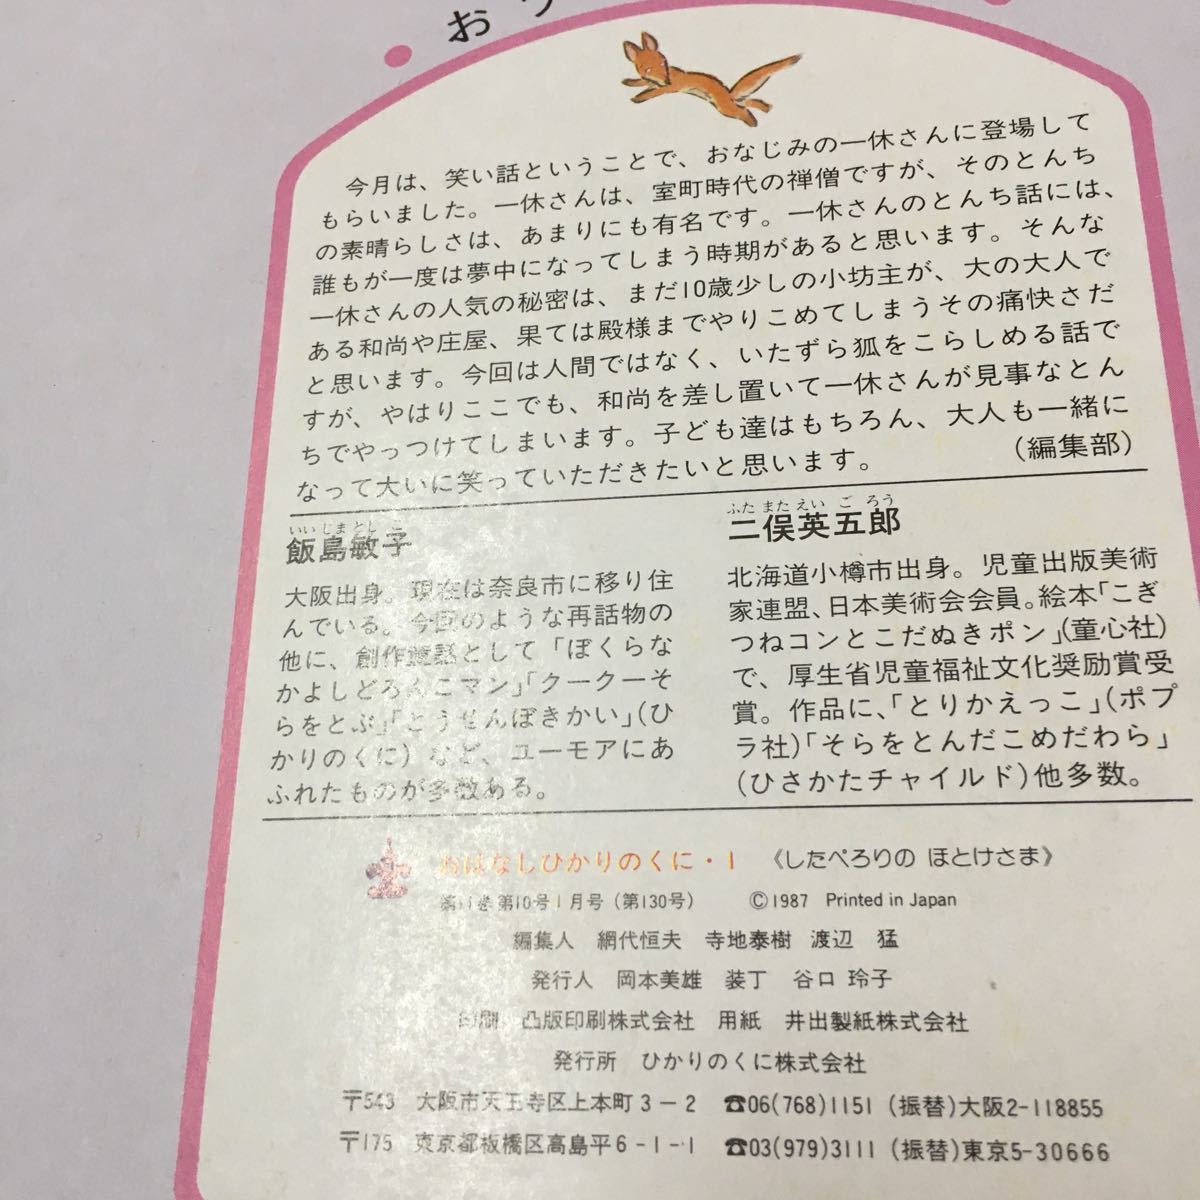 おう
今月は、笑い話ということで、おなじみの一休さんに登場して
もらいました。一休さんは、室町時代の禅僧ですが、そのとんち
の素晴らしさは、あまりにも有名です。一休さんのとんち話には、
誰もが一度は夢中になってしまう時期があると思います。そんな
一休さんの人気の秘密は、まだ10歳少しの小坊主が、大の大人で
ある和尚や庄屋、果ては殿様までやりこめてしまうその痛快さだ
と思います。今回は人間ではなく、いたずら狐をこらしめる話で
すが、やはりここでも、和尚を差し置いて一休さんが見事なとん
ちでやっつけてしまいます。子ども達はもちろん、大人も一緒に
なって大いに笑っていただきたいと思います。 （編集部）
いいじまとしこ
飯島敏子
大阪出身。現在は奈良市に移り住
んでいる。今回のような再話物の
他に、創作童話として「ぼくらな
かよしどろんこマン」「クークーそ
らをとぶ」「とうせんぼきかい」（ひ
かりのくに）など、ユーモアにあ
ふれたものが多数ある。
ふたまたえいごろう
二俣英五郎
北海道小樽市出身。児童出版美術
家連盟、日本美術会会員。絵本「こぎ
つねコンとこだぬきポン」（童心社）
で、厚生省児童福祉文化奨励賞受
賞。作品に、「とりかえっこ」（ポプ
ラ社）「そらをとんだこめだわら」
（ひさかたチャイルド）他多数。
おはなしひかりのくに・1 《したぺろりの ほとけさま》
第11巻第10号1月号（第130号） ©1987 Printed in Japan
編集人 網代恒夫 寺地泰樹 渡辺 猛
発行人 岡本美雄 装丁 谷口 玲子
印刷 凸版印刷株式会社 用紙 井出製紙株式会社
発行所 ひかりのくに株式会社
〒543 大阪市天王寺区上本町3－2 ☎06(768)1151 (振替)大阪2-118855
〒175 東京都板橋区高島平6-1-1 ☎03(979)3111 (振替)東京5-30666